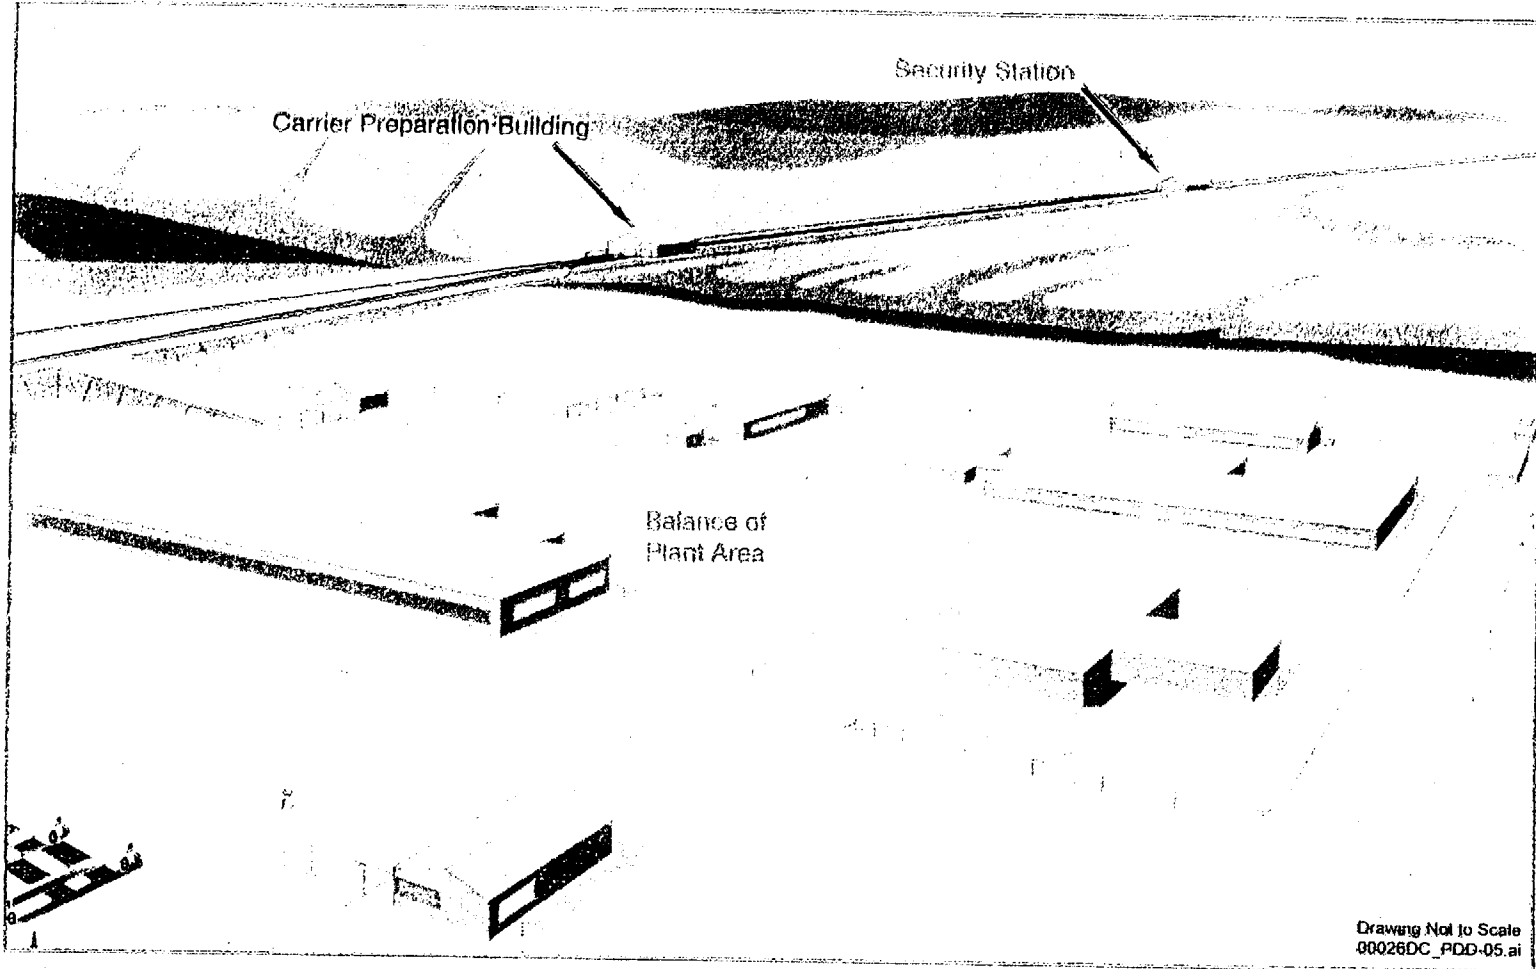 Security Station
Carrier Preparation Building
Balance of
Plant Area
Drawing Not to Scale
00026DC_PDD-05.ai